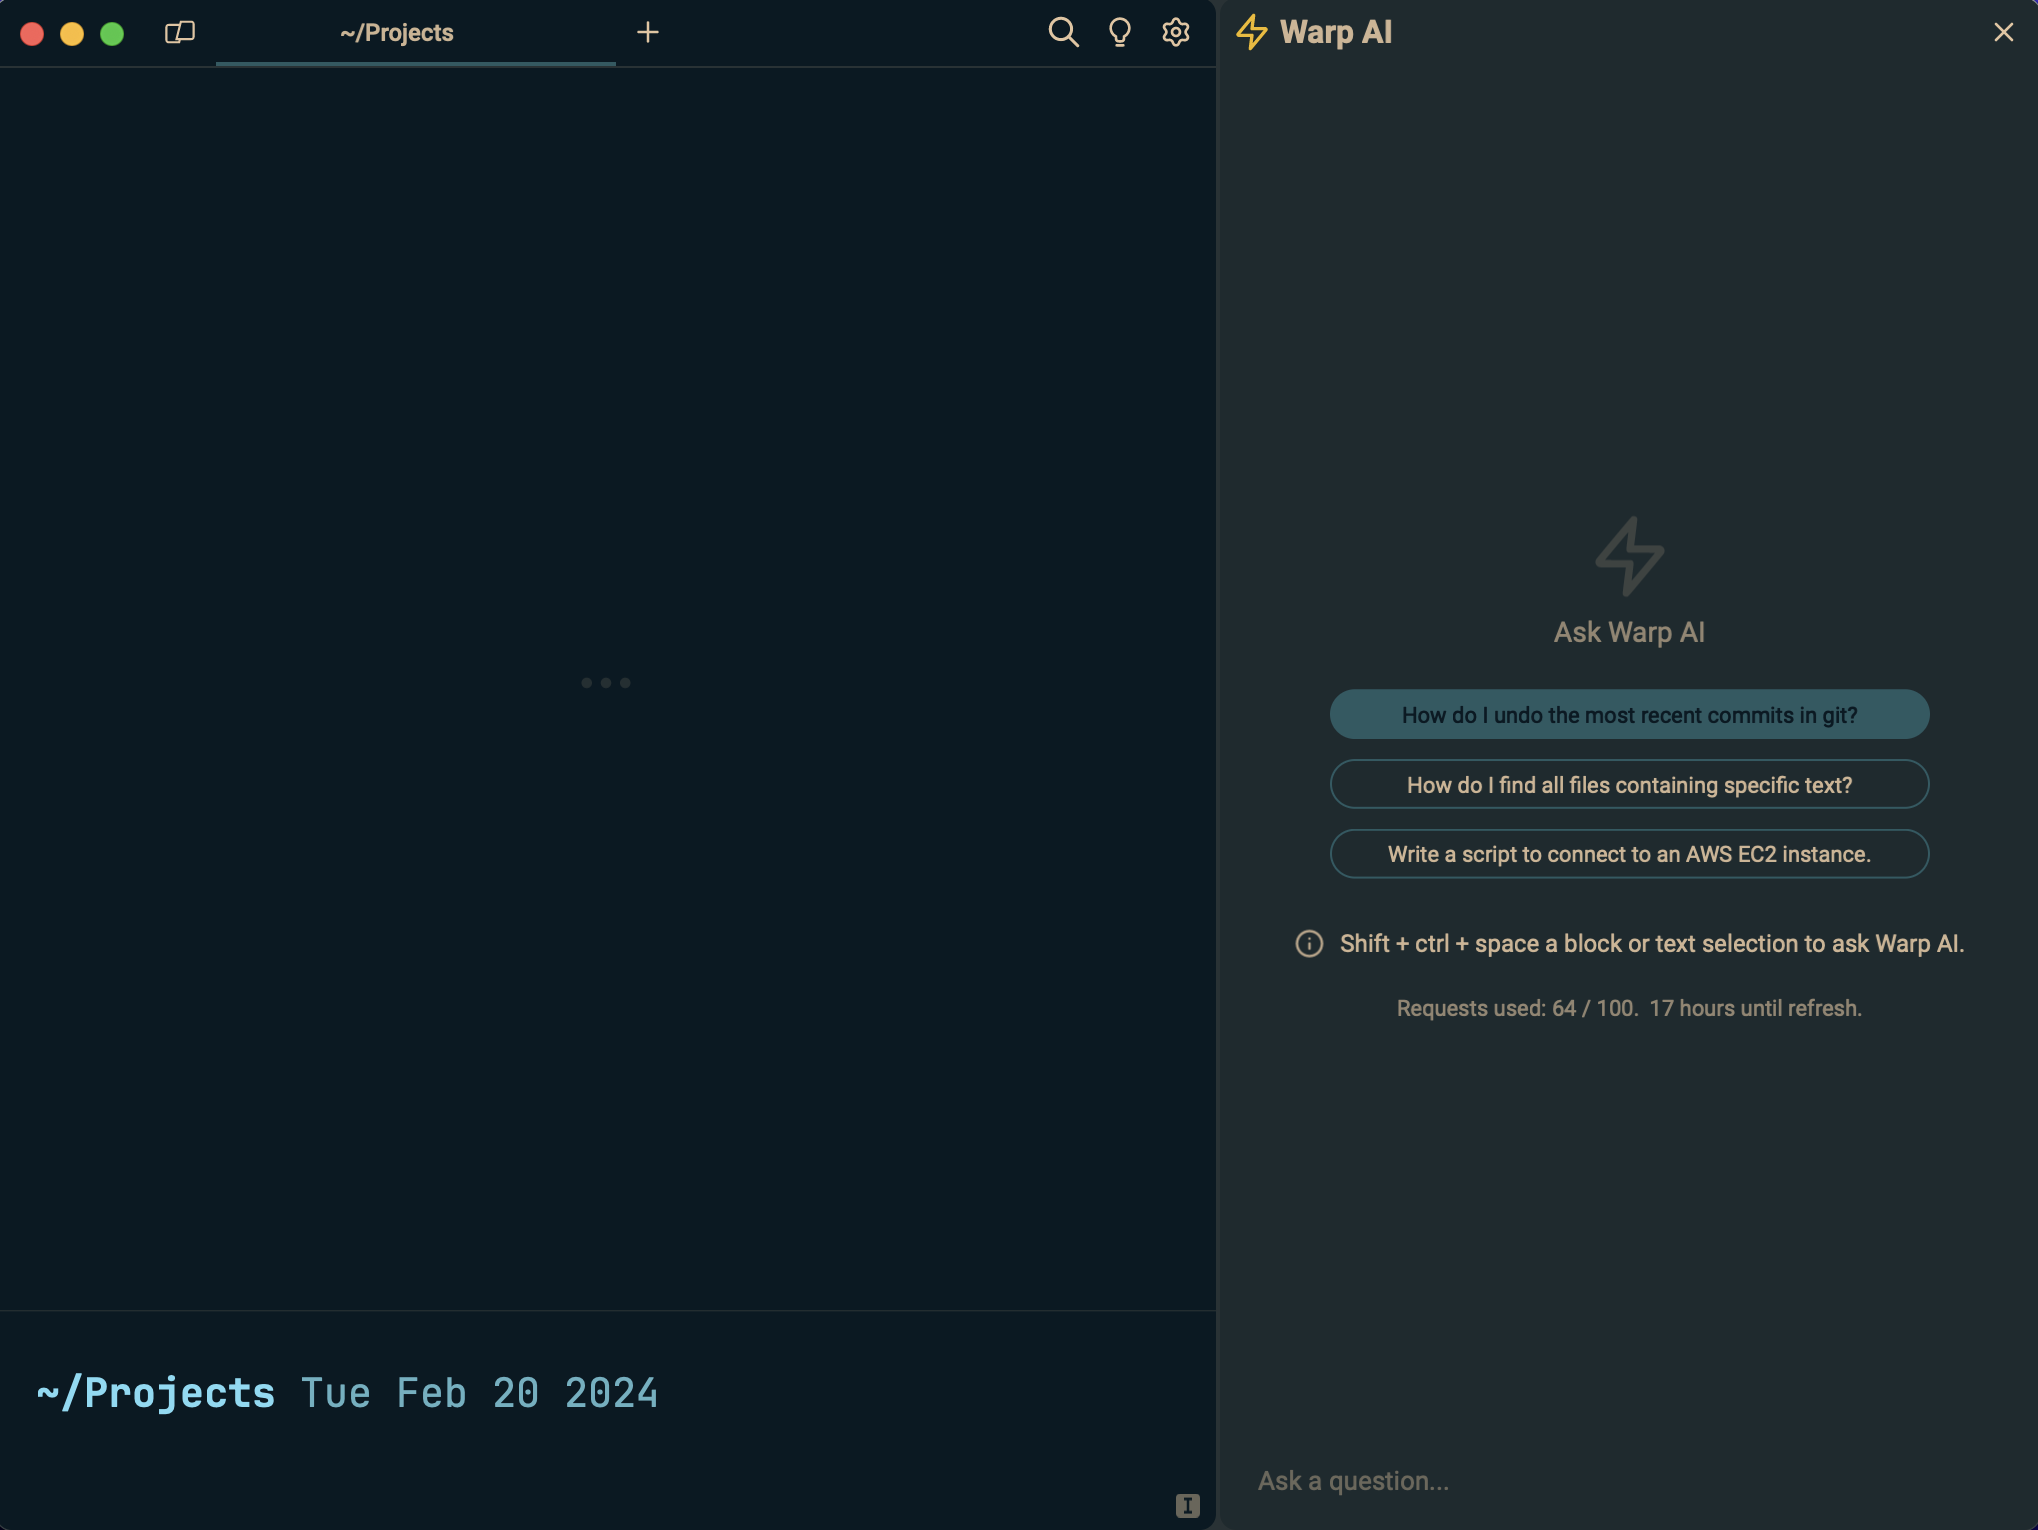 ~/Projects
Warp AI
Ask Warp AI
How do I undo the most recent commits in git?
How do I find all files containing specific text?
Write a script to connect to an AWS EC2 instance.
Shift + ctrl + space a block or text selection to ask Warp AI.
Requests used: 64 / 100.  17 hours until refresh.
~/Projects Tue Feb 20 2024
Ask a question...
I